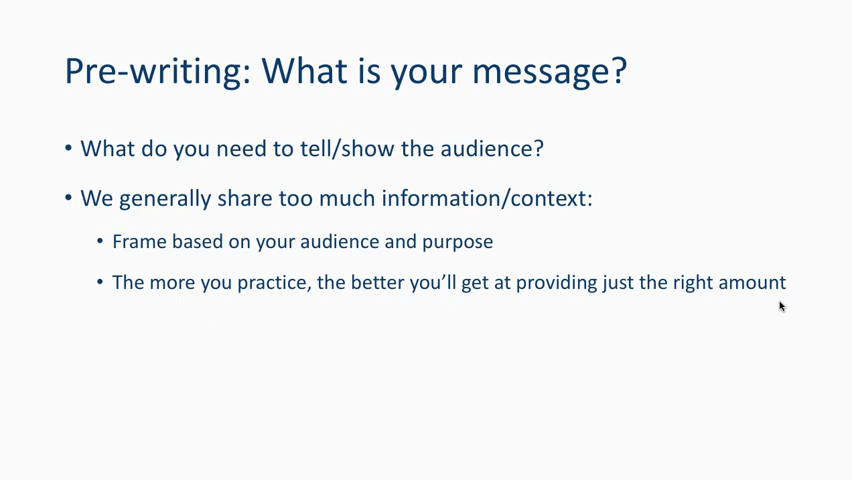 Pre-writing: What is your message?
• What do you need to tell/show the audience?
• We generally share too much information/context:
• Frame based on your audience and purpose
• The more you practice, the better you’ll get at providing just the right amount